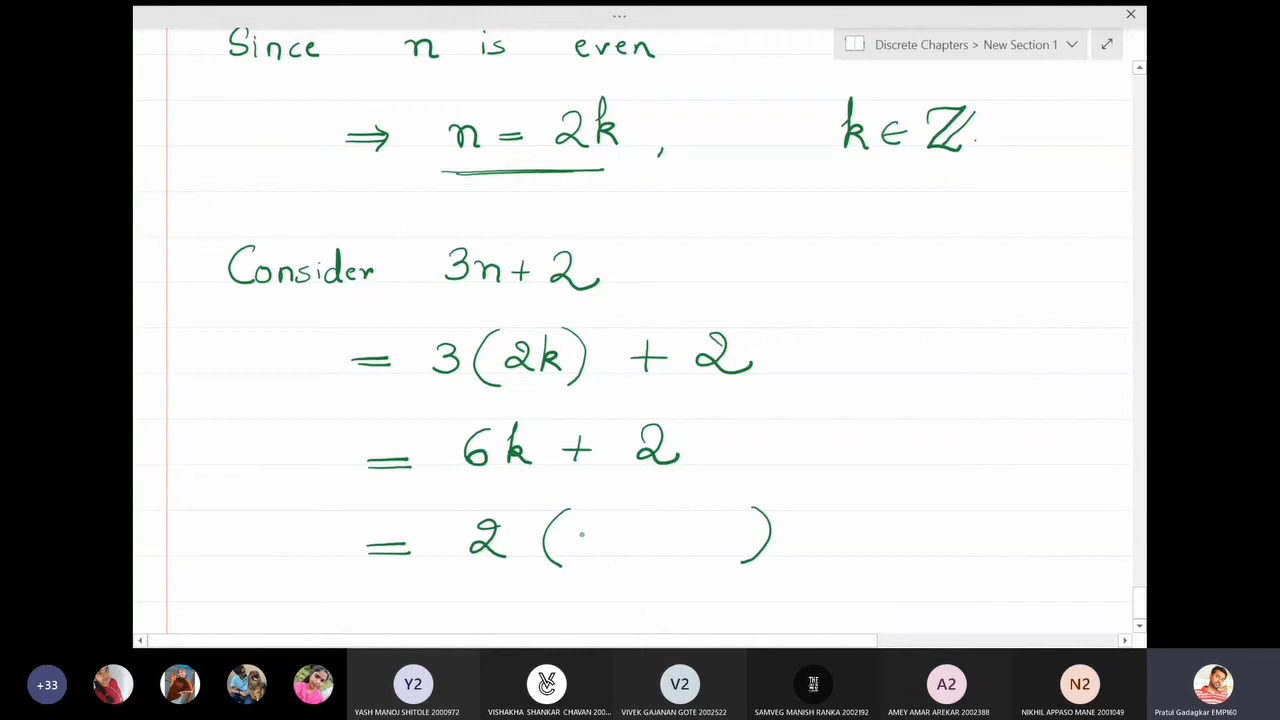 Since n is even
Discrete Chapters > New Section 1
⇒ n = 2k , k ∈ ℤ.
Consider 3n + 2
= 3 (2k) + 2
= 6k + 2
= 2 ( )
+33
Y2
V2
THE
A2
N2
YASH MANOJ SHITOLE 2000972
VISHAKHA SHANKAR CHAVAN 200...
VIVEK GAJANAN GOTE 2002522
SAMVEG MANISH RANKA 2002192
AMEY AMAR AREKAR 2002388
NIKHIL APPASO MANE 2001049
Pratul Gadagkar EMP160